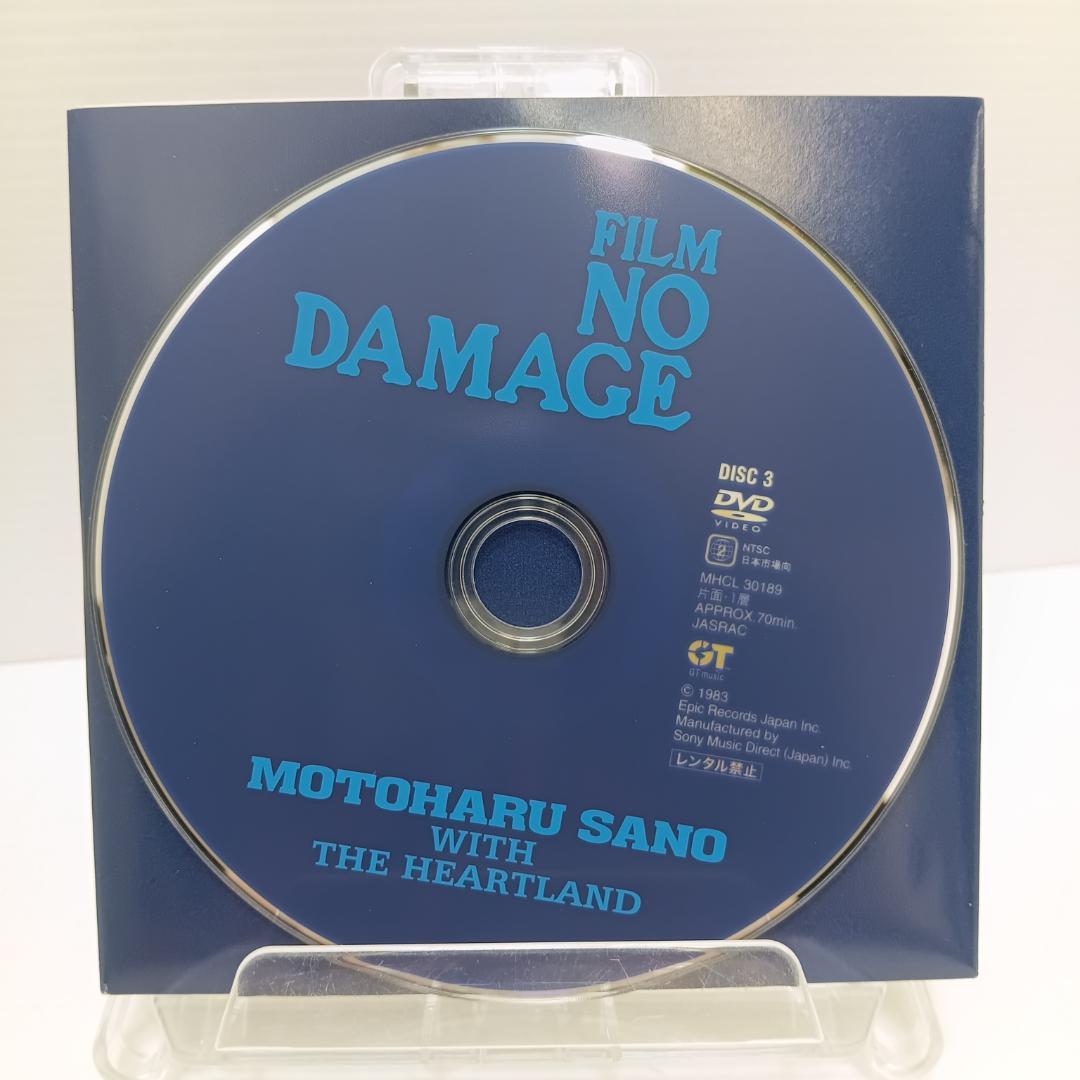 FILM
NO
DAMAGE
DISC 3
DVD
VIDEO
2
NTSC
日本市場向
MHCL 30189
片面・1層
APPROX.70min.
JASRAC
GT
GT music
© 1983
Epic Records Japan Inc.
Manufactured by
Sony Music Direct (Japan) Inc.
レンタル禁止
MOTOHARU SANO
WITH
THE HEARTLAND